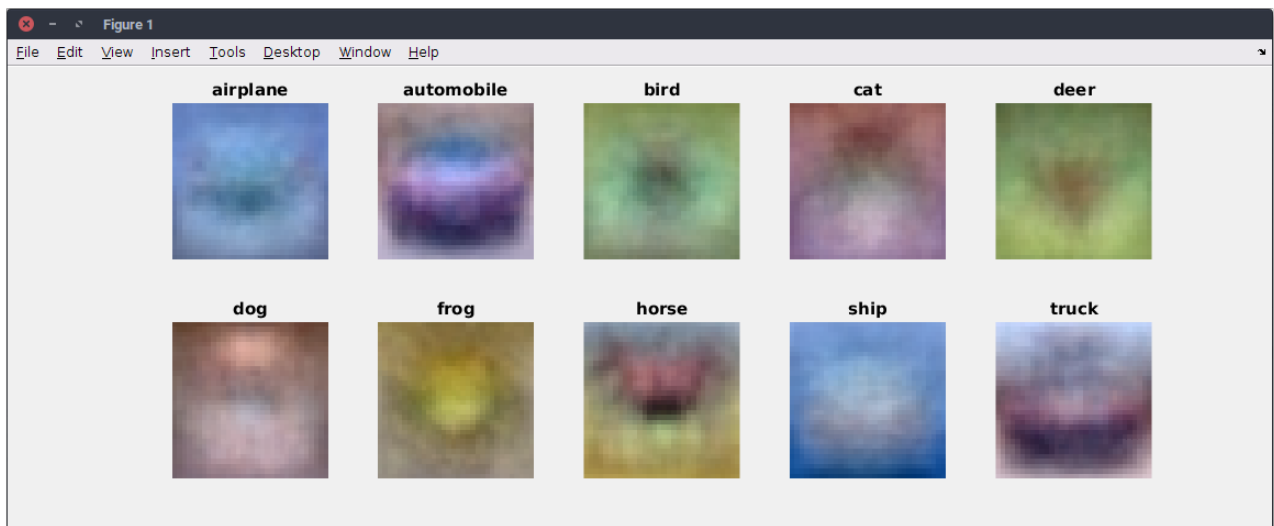 Figure 1
File Edit View Insert Tools Desktop Window Help
airplane automobile bird cat deer
dog frog horse ship truck